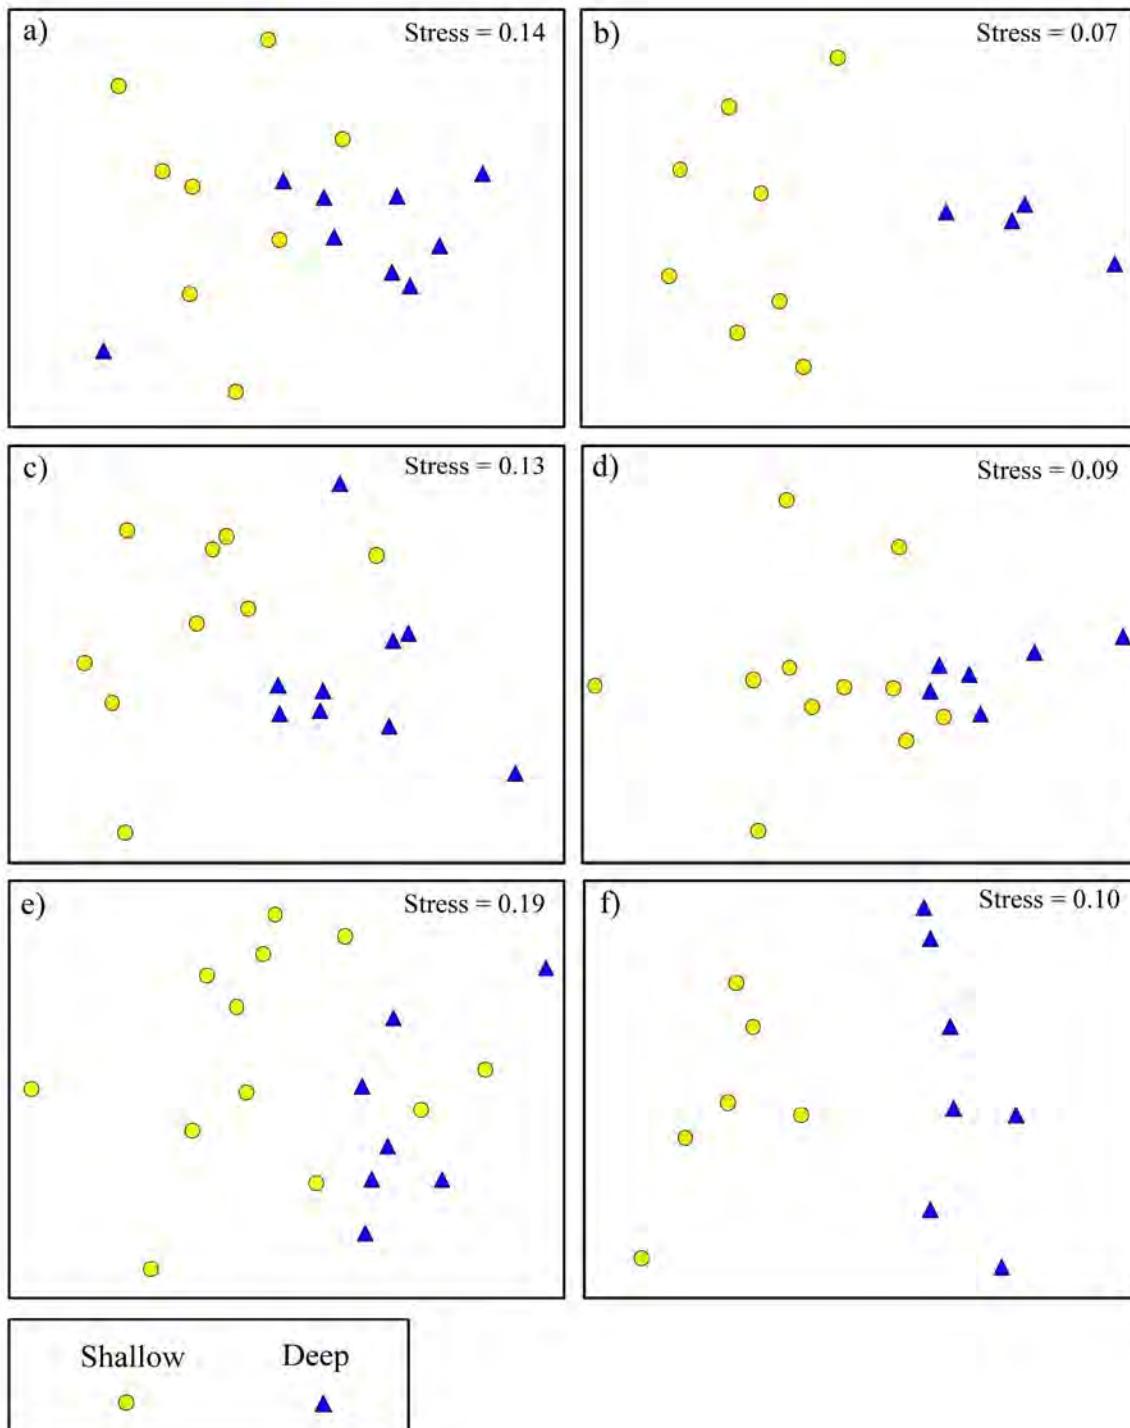 a) Stress = 0.14
b) Stress = 0.07
c) Stress = 0.13
d) Stress = 0.09
e) Stress = 0.19
f) Stress = 0.10
Shallow Deep